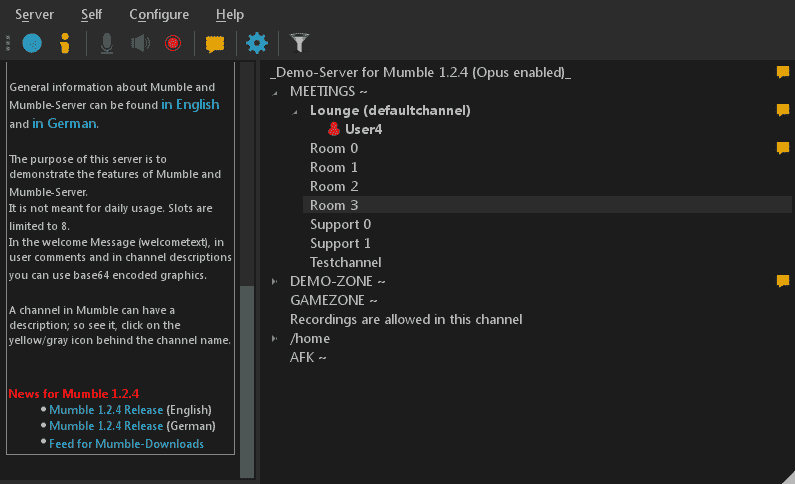 Server Self Configure Help
General information about Mumble and
Mumble-Server can be found in English
and in German.
The purpose of this server is to
demonstrate the features of Mumble and
Mumble-Server.
It is not meant for daily usage. Slots are
limited to 8.
In the welcome Message (welcometext), in
user comments and in channel descriptions
you can use base64 encoded graphics.
A channel in Mumble can have a
description; so see it, click on the
yellow/gray icon behind the channel name.
News for Mumble 1.2.4
Mumble 1.2.4 Release (English)
Mumble 1.2.4 Release (German)
Feed for Mumble-Downloads
_Demo-Server for Mumble 1.2.4 (Opus enabled)_
MEETINGS ~
Lounge (defaultchannel)
User4
Room 0
Room 1
Room 2
Room 3
Support 0
Support 1
Testchannel
DEMO-ZONE ~
GAMEZONE ~
Recordings are allowed in this channel
/home
AFK ~